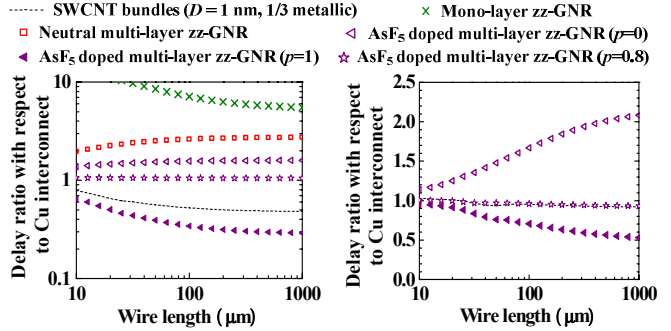 SWCNT bundles (D = 1 nm, 1/3 metallic)
Mono-layer zz-GNR
Neutral multi-layer zz-GNR
AsF5 doped multi-layer zz-GNR (p=0)
AsF5 doped multi-layer zz-GNR (p=1)
AsF5 doped multi-layer zz-GNR (p=0.8)
Delay ratio with respect
to Cu interconnect
10
1
0.1
10
100
1000
Wire length (μm)
Delay ratio with respect
to Cu interconnect
2.5
2.0
1.5
1.0
0.5
0.0
10
100
1000
Wire length (μm)